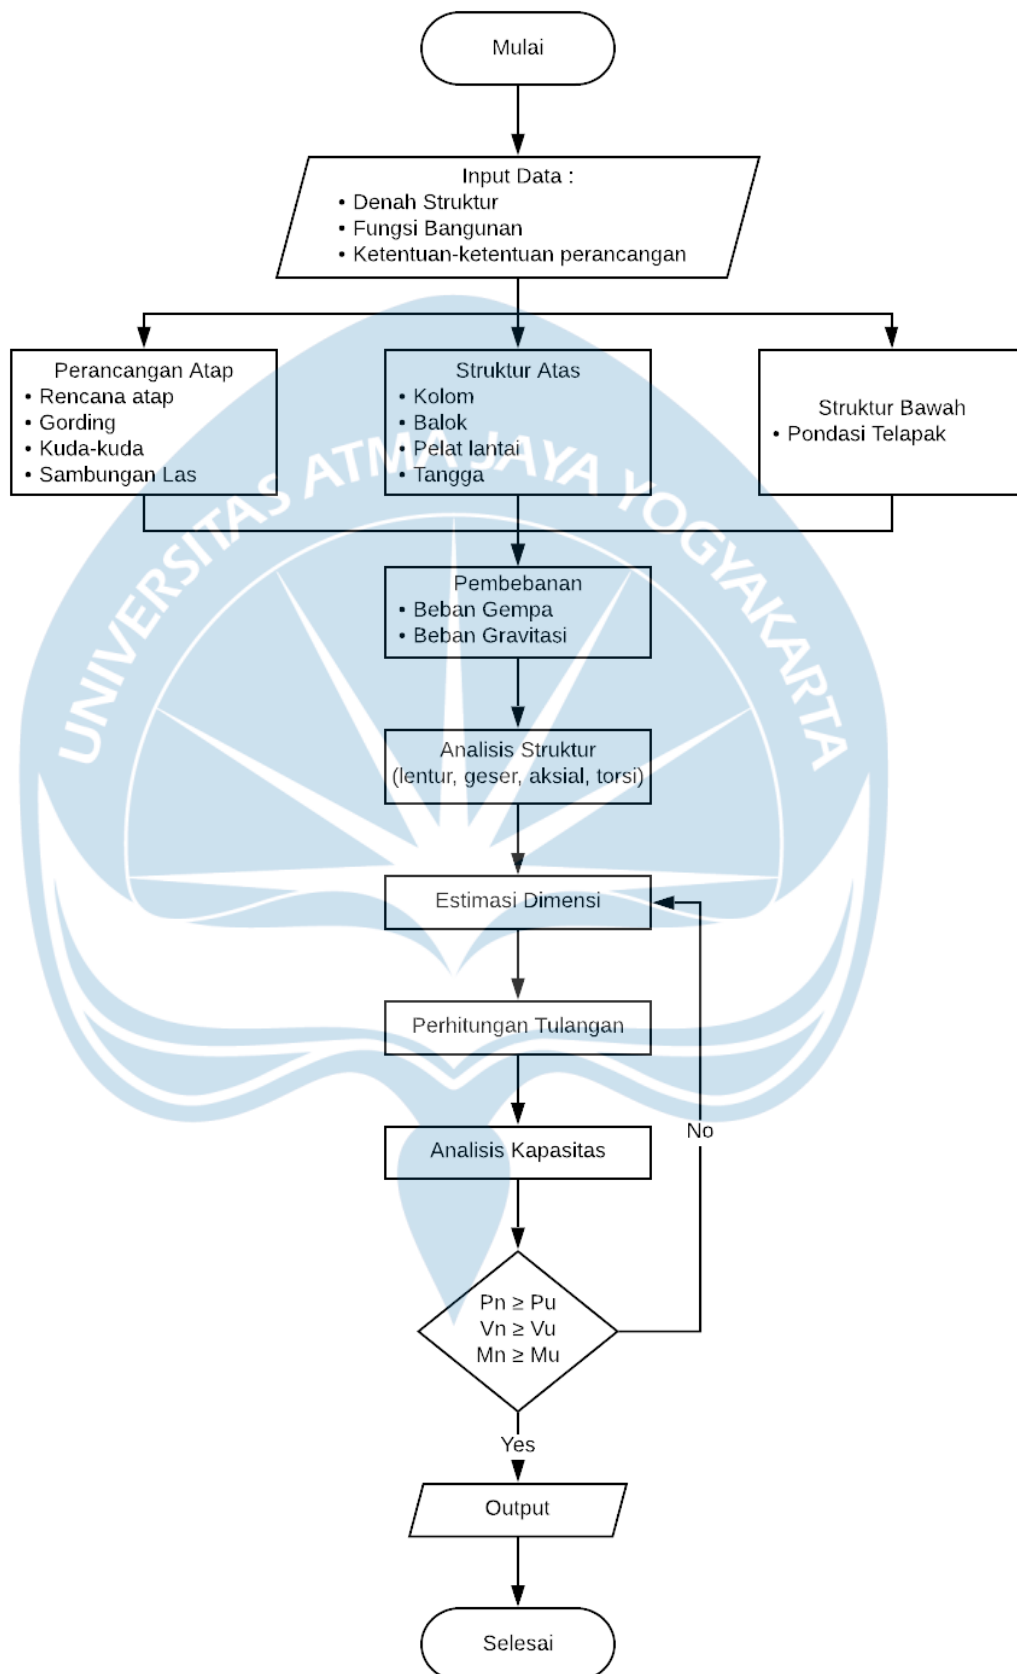 Mulai
Input Data :
• Denah Struktur
• Fungsi Bangunan
• Ketentuan-ketentuan perancangan
Perancangan Atap
• Rencana atap
• Gording
• Kuda-kuda
• Sambungan Las
Struktur Atas
• Kolom
• Balok
• Pelat lantai
• Tangga
Struktur Bawah
• Pondasi Telapak
UNIVERSITAS ATMA JAYA YOGYAKARTA
Pembebanan
• Beban Gempa
• Beban Gravitasi
Analisis Struktur
(lentur, geser, aksial, torsi)
Estimasi Dimensi
Perhitungan Tulangan
Analisis Kapasitas
No
Pn ≥ Pu
Vn ≥ Vu
Mn ≥ Mu
Yes
Output
Selesai